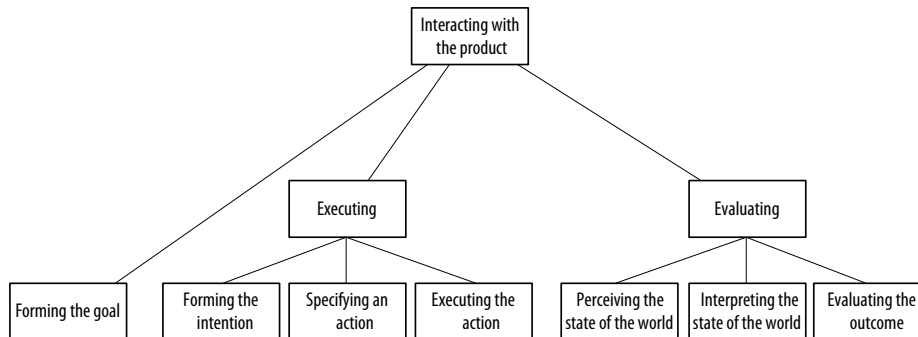 Interacting with
the product
Executing
Evaluating
Forming the goal
Forming the
intention
Specifying an
action
Executing the
action
Perceiving the
state of the world
Interpreting the
state of the world
Evaluating the
outcome